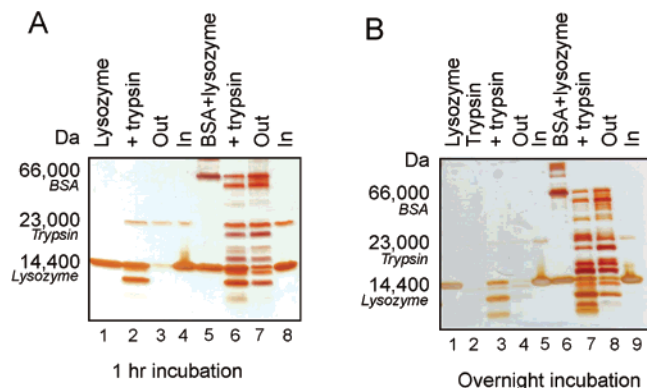 A
Lysozyme
+ trypsin
Out
In
BSA+lysozyme
+ trypsin
Out
In
Da
66,000
BSA
23,000
Trypsin
14,400
Lysozyme
1 2 3 4 5 6 7 8
1 hr incubation
B
Lysozyme
Trypsin
+ trypsin
Out
In
BSA+lysozyme
+ trypsin
Out
In
Da
66,000
BSA
23,000
Trypsin
14,400
Lysozyme
1 2 3 4 5 6 7 8 9
Overnight incubation